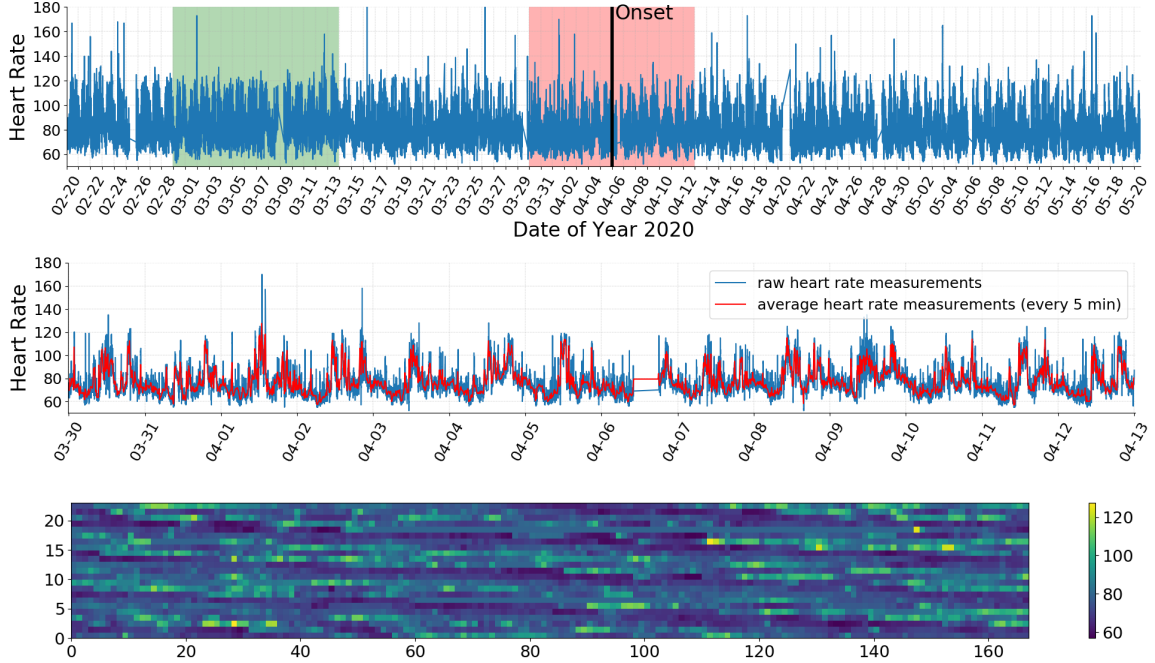 180
160
140
120
100
80
60
Heart Rate
Onset
02-20 02-22 02-24 02-26 02-28 03-01 03-03 03-05 03-07 03-09 03-11 03-13 03-15 03-17 03-19 03-21 03-23 03-25 03-27 03-29 03-31 04-02 04-04 04-06 04-08 04-10 04-12 04-14 04-16 04-18 04-20 04-22 04-24 04-26 04-28 04-30 05-02 05-04 05-06 05-08 05-10 05-12 05-14 05-16 05-18 05-20
Date of Year 2020
180
160
140
120
100
80
60
Heart Rate
raw heart rate measurements
average heart rate measurements (every 5 min)
03-30 03-31 04-01 04-02 04-03 04-04 04-05 04-06 04-07 04-08 04-09 04-10 04-11 04-12 04-13
20
15
10
5
0
0 20 40 60 80 100 120 140 160
120
100
80
60